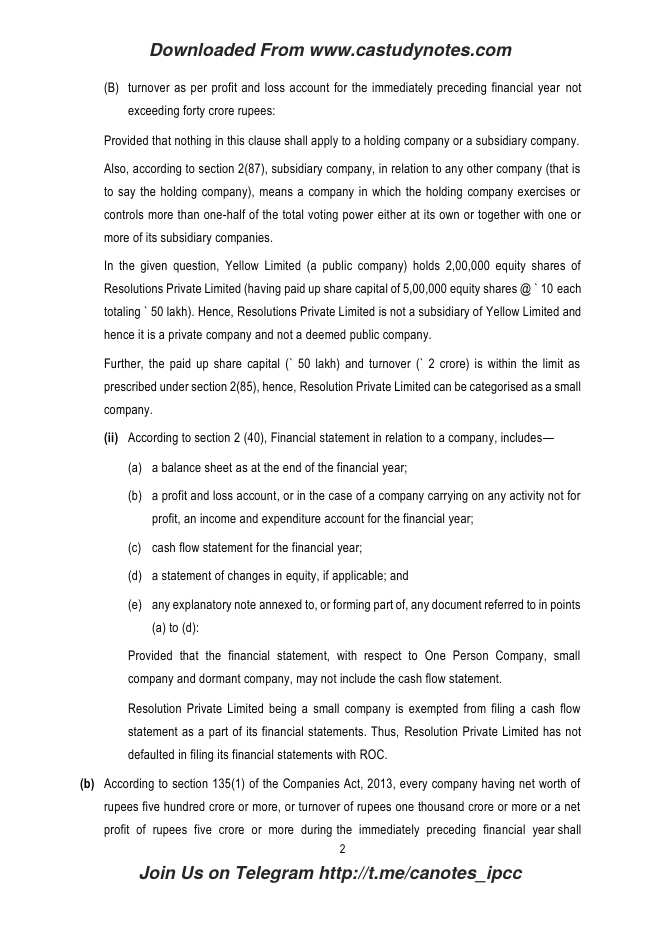 Downloaded From www.castudynotes.com
(B) turnover as per profit and loss account for the immediately preceding financial year not
exceeding forty crore rupees:
Provided that nothing in this clause shall apply to a holding company or a subsidiary company.
Also, according to section 2(87), subsidiary company, in relation to any other company (that is
to say the holding company), means a company in which the holding company exercises or
controls more than one-half of the total voting power either at its own or together with one or
more of its subsidiary companies.
In the given question, Yellow Limited (a public company) holds 2,00,000 equity shares of
Resolutions Private Limited (having paid up share capital of 5,00,000 equity shares @ ` 10 each
totaling ` 50 lakh). Hence, Resolutions Private Limited is not a subsidiary of Yellow Limited and
hence it is a private company and not a deemed public company.
Further, the paid up share capital (` 50 lakh) and turnover (` 2 crore) is within the limit as
prescribed under section 2(85), hence, Resolution Private Limited can be categorised as a small
company.
(ii) According to section 2 (40), Financial statement in relation to a company, includes—
(a) a balance sheet as at the end of the financial year;
(b) a profit and loss account, or in the case of a company carrying on any activity not for
profit, an income and expenditure account for the financial year;
(c) cash flow statement for the financial year;
(d) a statement of changes in equity, if applicable; and
(e) any explanatory note annexed to, or forming part of, any document referred to in points
(a) to (d):
Provided that the financial statement, with respect to One Person Company, small
company and dormant company, may not include the cash flow statement.
Resolution Private Limited being a small company is exempted from filing a cash flow
statement as a part of its financial statements. Thus, Resolution Private Limited has not
defaulted in filing its financial statements with ROC.
(b) According to section 135(1) of the Companies Act, 2013, every company having net worth of
rupees five hundred crore or more, or turnover of rupees one thousand crore or more or a net
profit of rupees five crore or more during the immediately preceding financial year shall
2
Join Us on Telegram http://t.me/canotes_ipcc